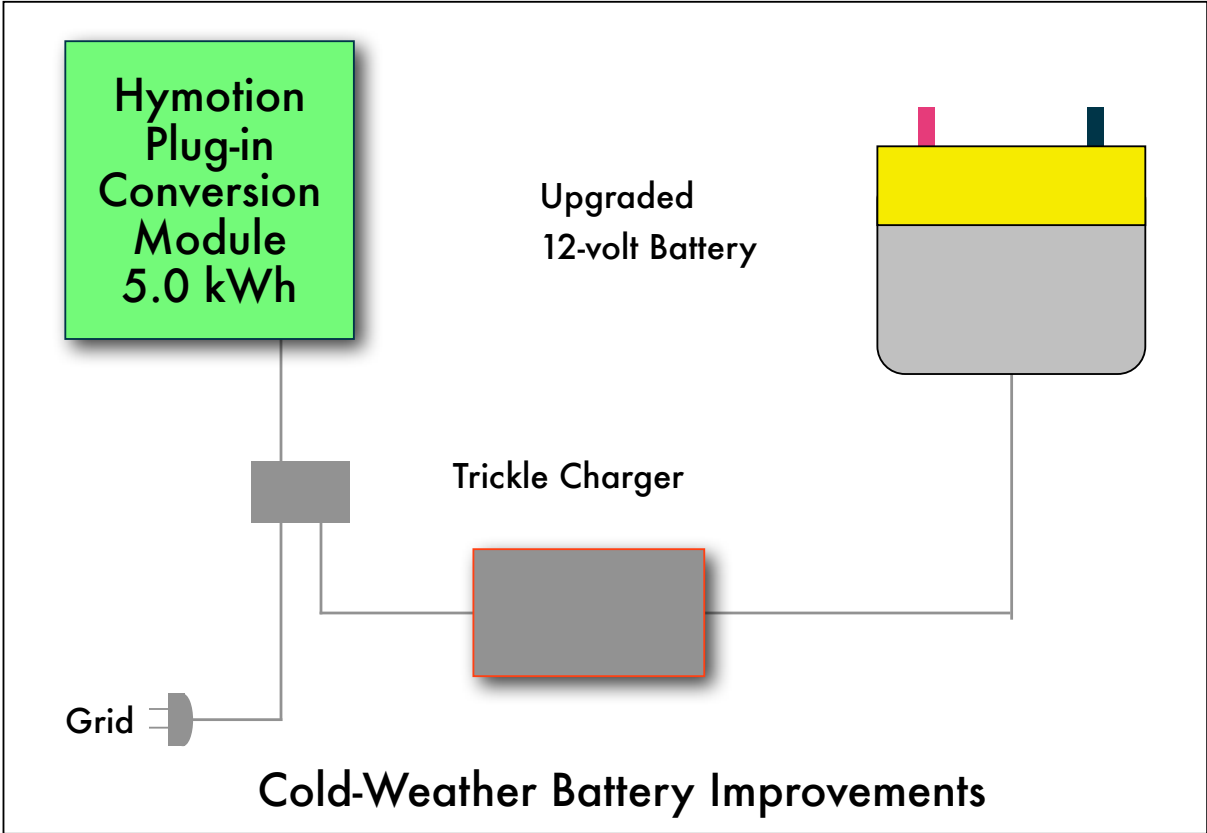 Hymotion
Plug-in
Conversion
Module
5.0 kWh
Upgraded
12-volt Battery
Trickle Charger
Grid
Cold-Weather Battery Improvements